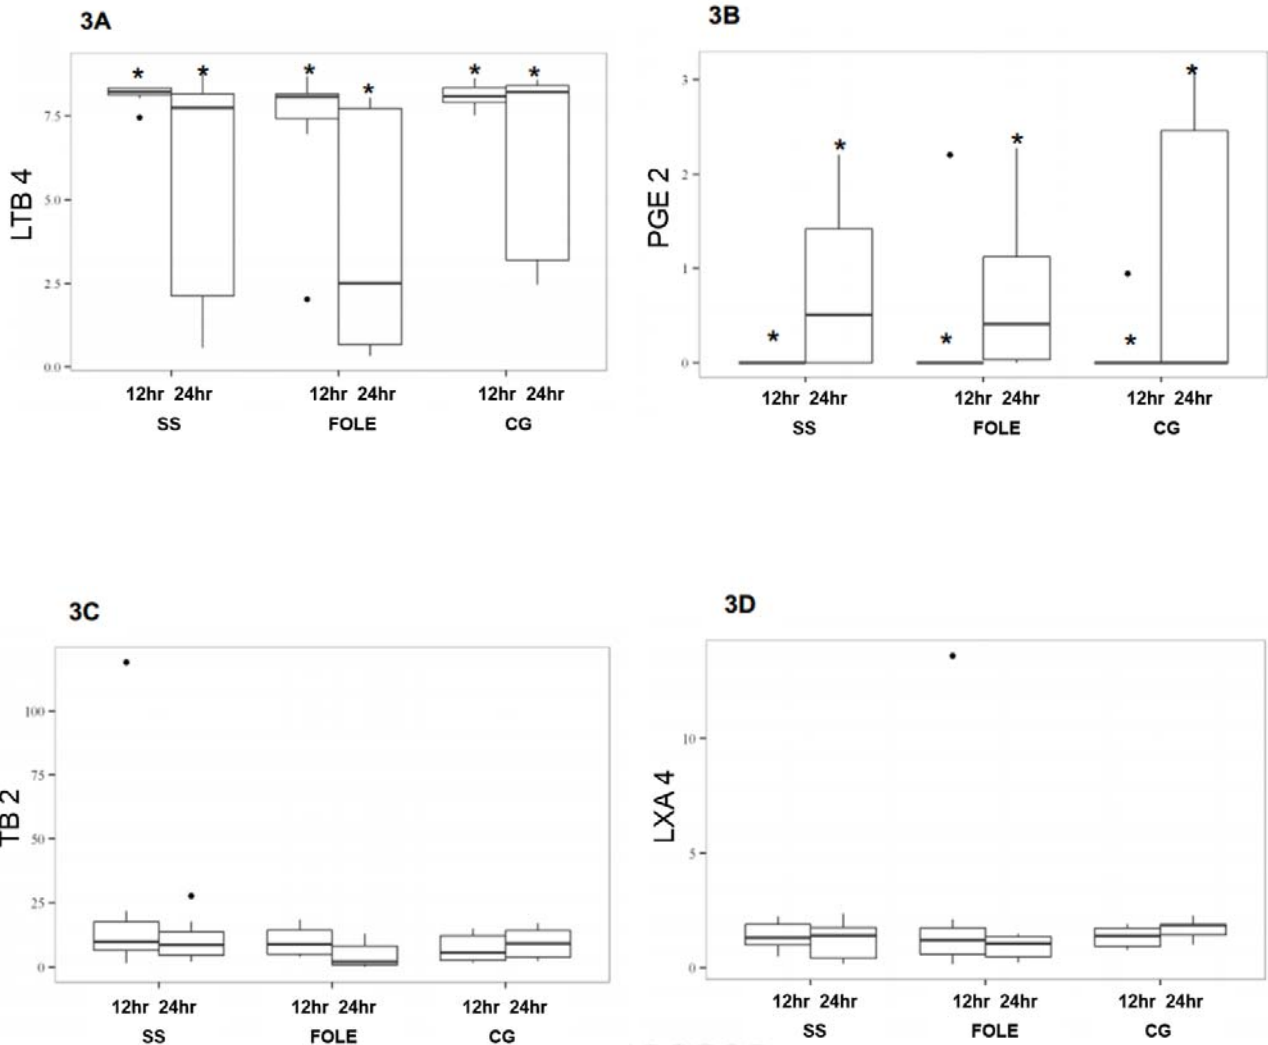 3A
LTB 4
7.5
5.0
2.5
0.0
* * * * * *
12hr 24hr 12hr 24hr 12hr 24hr
SS FOLE CG
3B
PGE 2
3
2
1
0
* * * * * *
12hr 24hr 12hr 24hr 12hr 24hr
SS FOLE CG
3C
TB 2
100
75
50
25
0
12hr 24hr 12hr 24hr 12hr 24hr
SS FOLE CG
3D
LXA 4
10
5
0
12hr 24hr 12hr 24hr 12hr 24hr
SS FOLE CG